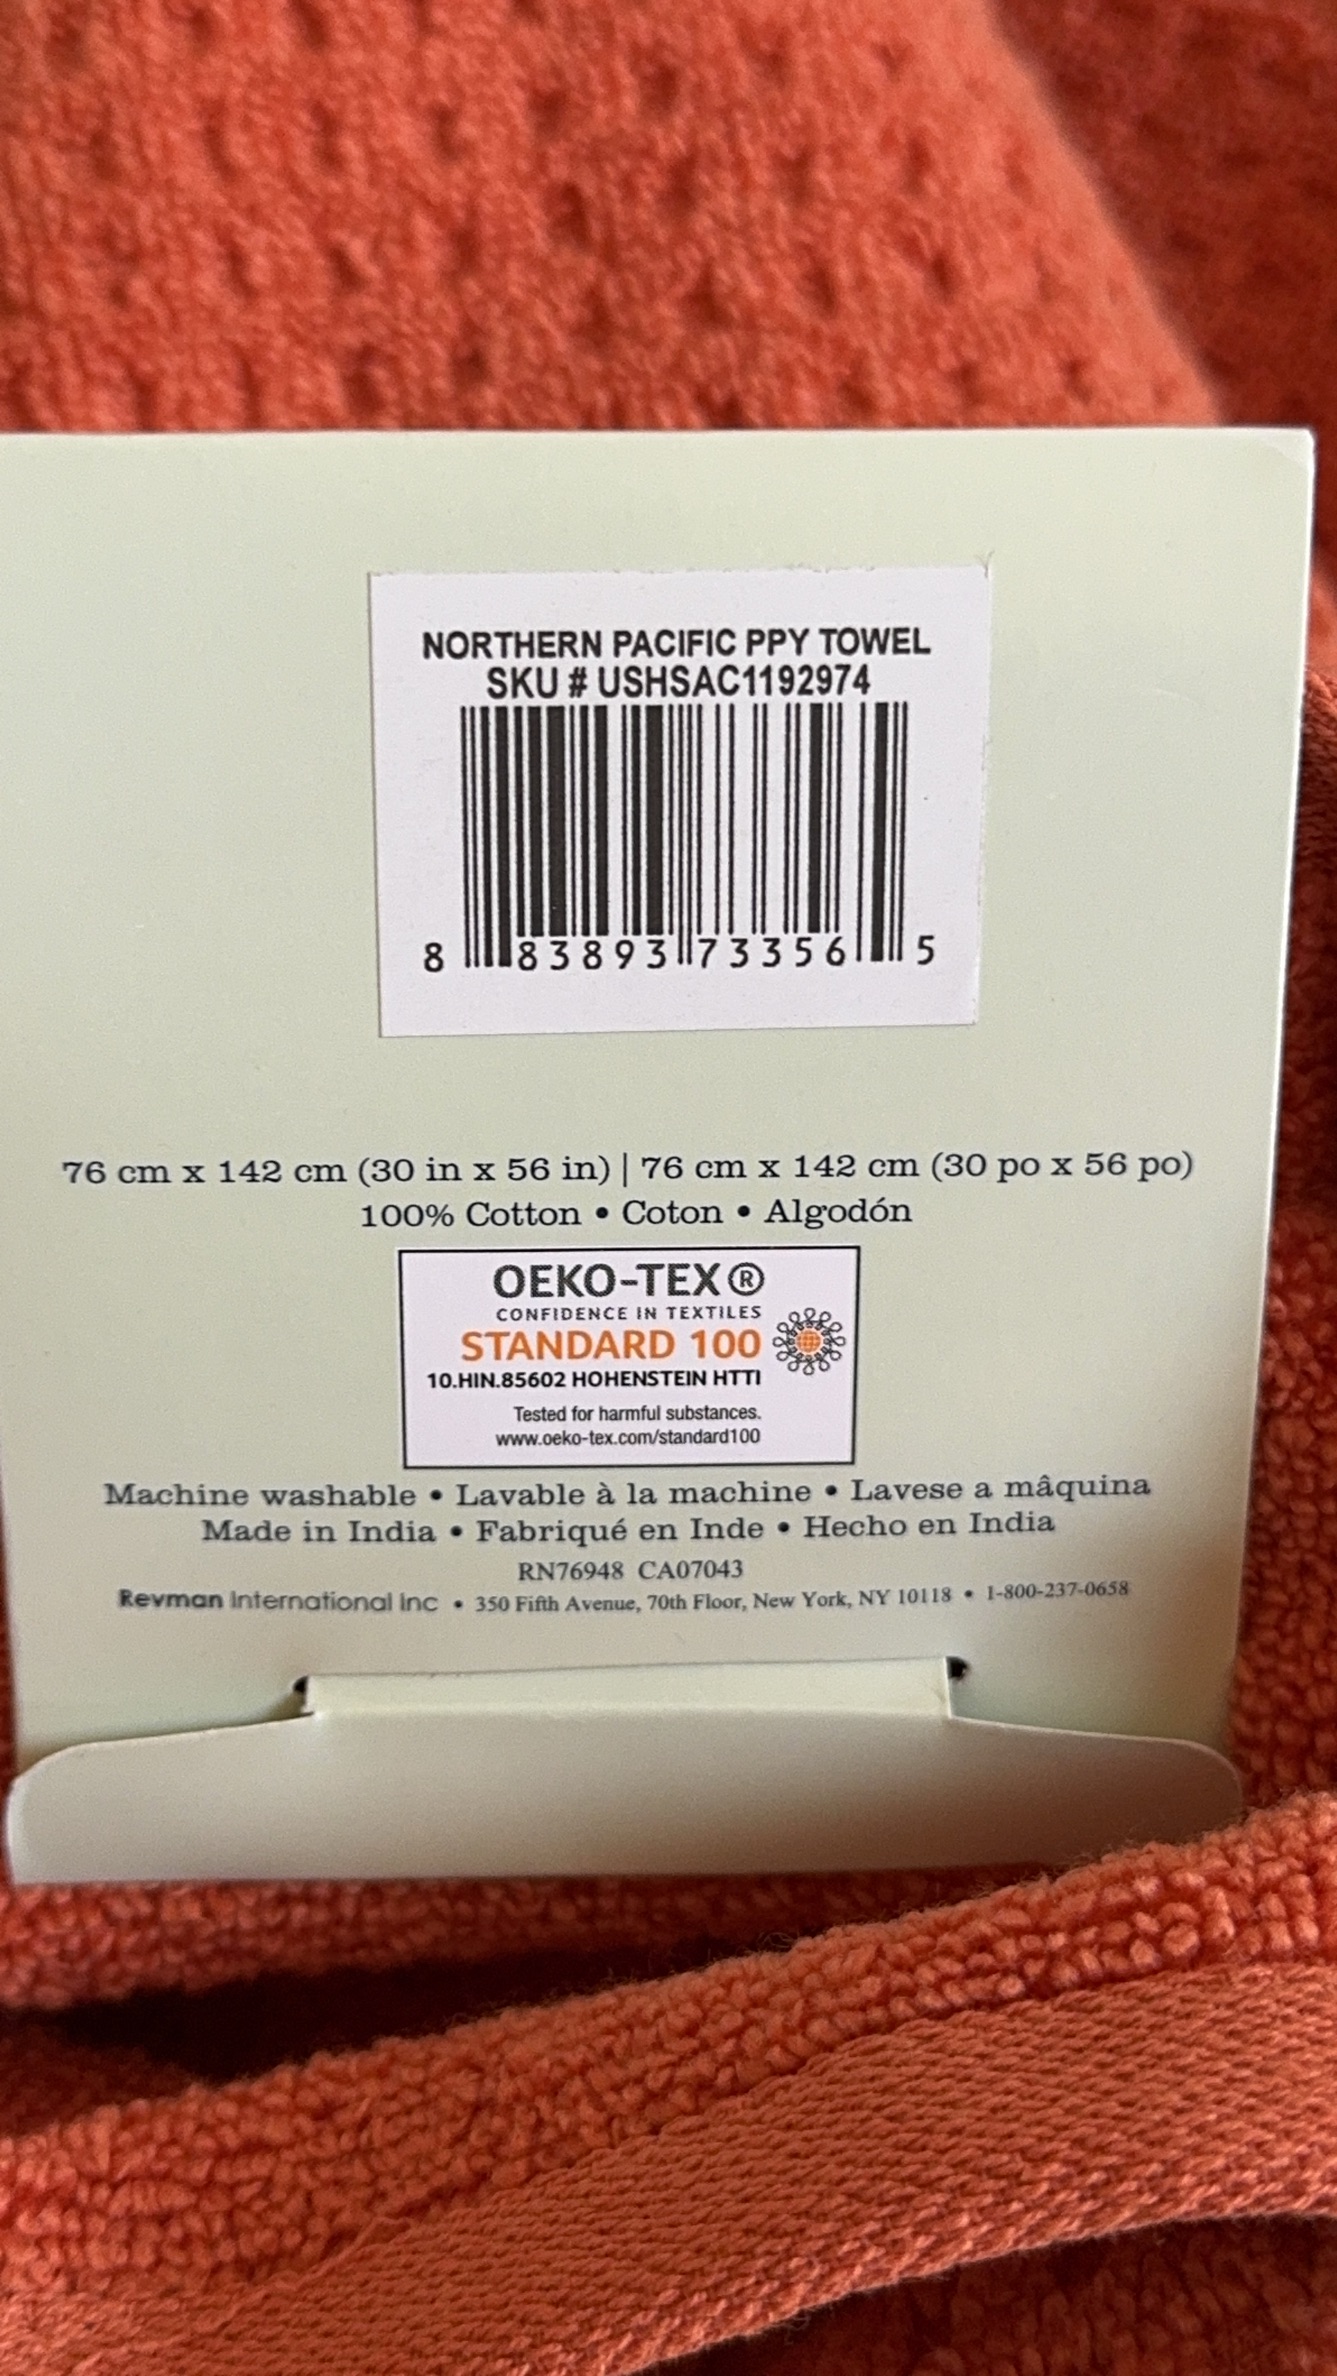 NORTHERN PACIFIC PPY TOWEL
SKU # USHSAC1192974
8 83893 73356 5
76 cm x 142 cm (30 in x 56 in) | 76 cm x 142 cm (30 po x 56 po)
100% Cotton • Coton • Algodón
OEKO-TEX®
CONFIDENCE IN TEXTILES
STANDARD 100
10.HIN.85602 HOHENSTEIN HTTI
Tested for harmful substances.
www.oeko-tex.com/standard100
Machine washable • Lavable à la machine • Lavese a mâquina
Made in India • Fabriqué en Inde • Hecho en India
RN76948 CA07043
Revman International Inc • 350 Fifth Avenue, 70th Floor, New York, NY 10118 • 1-800-237-0658